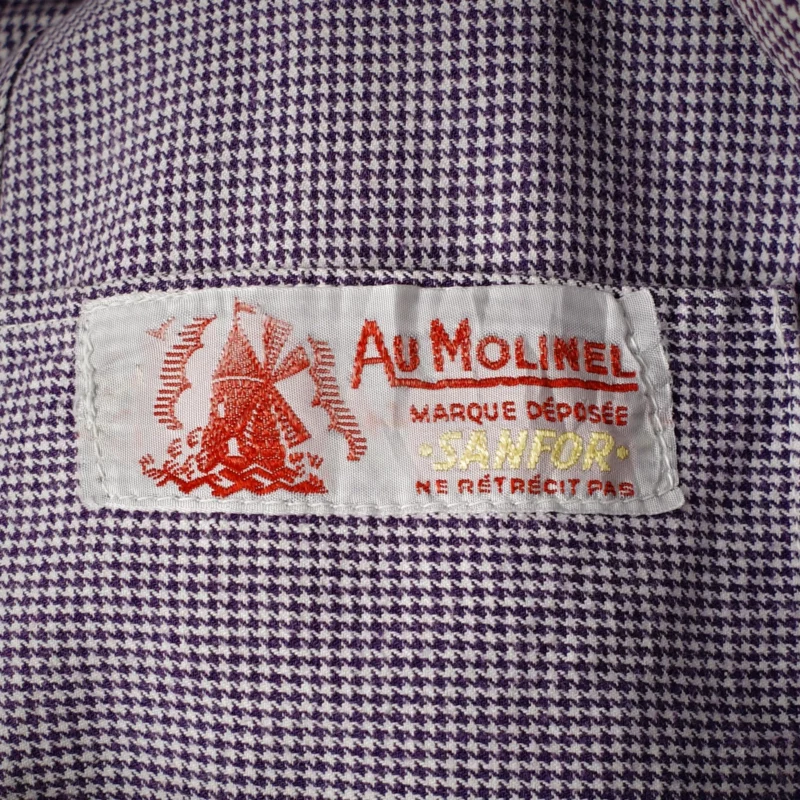 AU MOLINEL
MARQUE DÉPOSÉE
·SANFOR·
NE RÉTRÉCIT PAS